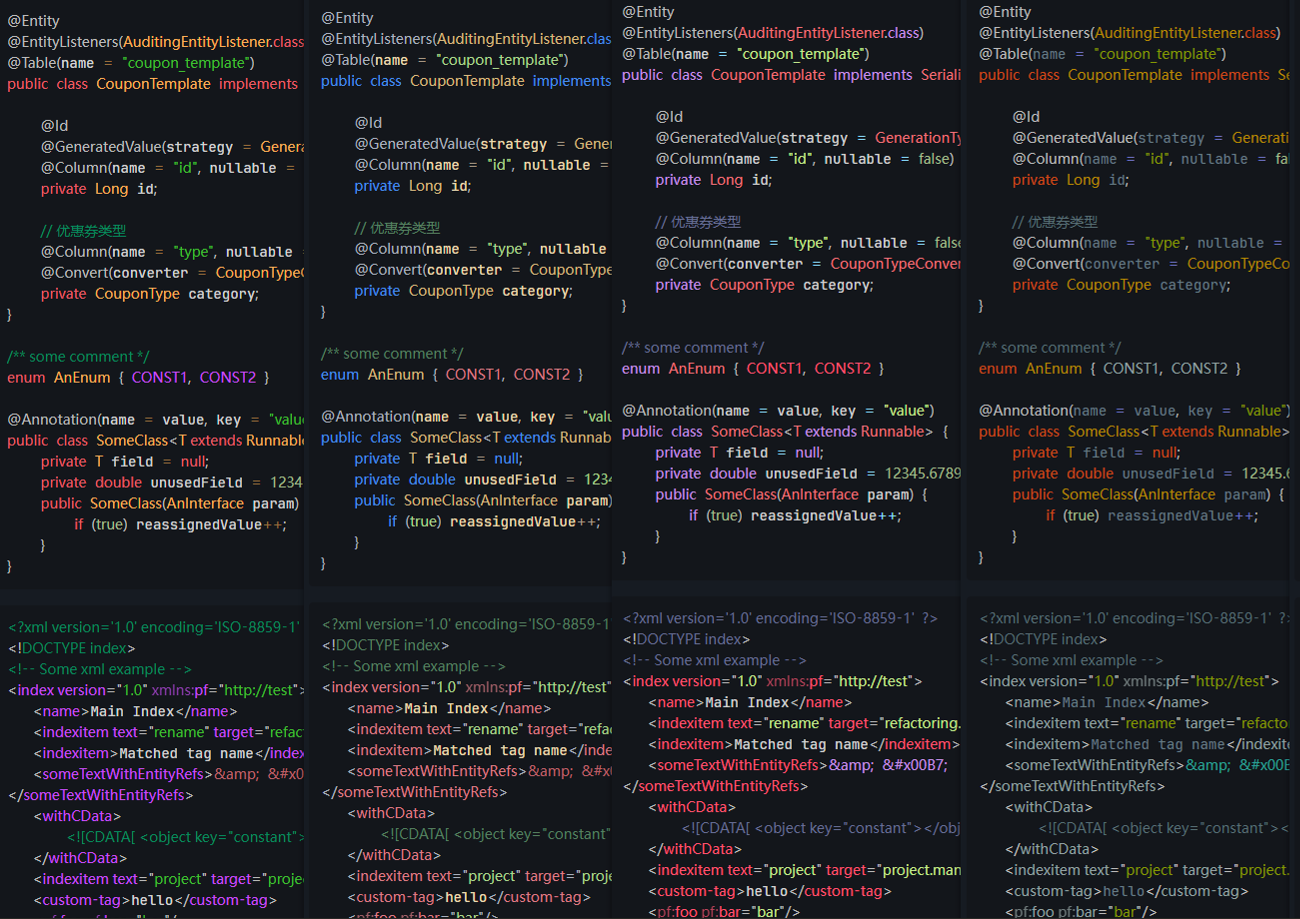 @Entity
@EntityListeners(AuditingEntityListener.class
@Table(name = "coupon_template")
public class CouponTemplate implements
@Id
@GeneratedValue(strategy = Genera
@Column(name = "id", nullable =
private Long id;
// 优惠券类型
@Column(name = "type", nullable
@Convert(converter = CouponTypeC
private CouponType category;
}
/** some comment */
enum AnEnum { CONST1, CONST2 }
@Annotation(name = value, key = "valu
public class SomeClass<T extends Runnabl
private T field = null;
private double unusedField = 1234
public SomeClass(AnInterface param)
if (true) reassignedValue++;
}
}
<?xml version='1.0' encoding='ISO-8859-1'
<!DOCTYPE index>
<!-- Some xml example -->
<index version="1.0" xmlns:pf="http://test">
<name>Main Index</name>
<indexitem text="rename" target="refac
<indexitem>Matched tag name</index
<someTextWithEntityRefs>&amp; &#x0
</someTextWithEntityRefs>
<withCData>
<![CDATA[ <object key="constant">
</withCData>
<indexitem text="project" target="proje
<custom-tag>hello</custom-tag>
<pf:foo pf:bar="bar"/>
@Entity
@EntityListeners(AuditingEntityListener.clas
@Table(name = "coupon_template")
public class CouponTemplate implements
@Id
@GeneratedValue(strategy = Gener
@Column(name = "id", nullable =
private Long id;
// 优惠券类型
@Column(name = "type", nullable
@Convert(converter = CouponType
private CouponType category;
}
/** some comment */
enum AnEnum { CONST1, CONST2 }
@Annotation(name = value, key = "valu
public class SomeClass<T extends Runnab
private T field = null;
private double unusedField = 1234
public SomeClass(AnInterface param)
if (true) reassignedValue++;
}
}
<?xml version='1.0' encoding='ISO-8859-1'
<!DOCTYPE index>
<!-- Some xml example -->
<index version="1.0" xmlns:pf="http://test"
<name>Main Index</name>
<indexitem text="rename" target="refa
<indexitem>Matched tag name</inde
<someTextWithEntityRefs>&amp; &#x
</someTextWithEntityRefs>
<withCData>
<![CDATA[ <object key="constant"
</withCData>
<indexitem text="project" target="proje
<custom-tag>hello</custom-tag>
<pf:foo pf:bar="bar"/>
@Entity
@EntityListeners(AuditingEntityListener.class)
@Table(name = "coupon_template")
public class CouponTemplate implements Seriali
@Id
@GeneratedValue(strategy = GenerationTy
@Column(name = "id", nullable = false)
private Long id;
// 优惠券类型
@Column(name = "type", nullable = false
@Convert(converter = CouponTypeConver
private CouponType category;
}
/** some comment */
enum AnEnum { CONST1, CONST2 }
@Annotation(name = value, key = "value")
public class SomeClass<T extends Runnable> {
private T field = null;
private double unusedField = 12345.6789
public SomeClass(AnInterface param) {
if (true) reassignedValue++;
}
}
<?xml version='1.0' encoding='ISO-8859-1' ?>
<!DOCTYPE index>
<!-- Some xml example -->
<index version="1.0" xmlns:pf="http://test">
<name>Main Index</name>
<indexitem text="rename" target="refactoring.
<indexitem>Matched tag name</indexitem>
<someTextWithEntityRefs>&amp; &#x00B7;
</someTextWithEntityRefs>
<withCData>
<![CDATA[ <object key="constant"></obj
</withCData>
<indexitem text="project" target="project.man
<custom-tag>hello</custom-tag>
<pf:foo pf:bar="bar"/>
@Entity
@EntityListeners(AuditingEntityListener.class)
@Table(name = "coupon_template")
public class CouponTemplate implements Se
@Id
@GeneratedValue(strategy = Generati
@Column(name = "id", nullable = fal
private Long id;
// 优惠券类型
@Column(name = "type", nullable =
@Convert(converter = CouponTypeCo
private CouponType category;
}
/** some comment */
enum AnEnum { CONST1, CONST2 }
@Annotation(name = value, key = "value")
public class SomeClass<T extends Runnable>
private T field = null;
private double unusedField = 12345.6
public SomeClass(AnInterface param) {
if (true) reassignedValue++;
}
}
<?xml version='1.0' encoding='ISO-8859-1' ?>
<!DOCTYPE index>
<!-- Some xml example -->
<index version="1.0" xmlns:pf="http://test">
<name>Main Index</name>
<indexitem text="rename" target="refacto
<indexitem>Matched tag name</indexite
<someTextWithEntityRefs>&amp; &#x00B
</someTextWithEntityRefs>
<withCData>
<![CDATA[ <object key="constant"><
</withCData>
<indexitem text="project" target="project.
<custom-tag>hello</custom-tag>
<pf:foo pf:bar="bar"/>